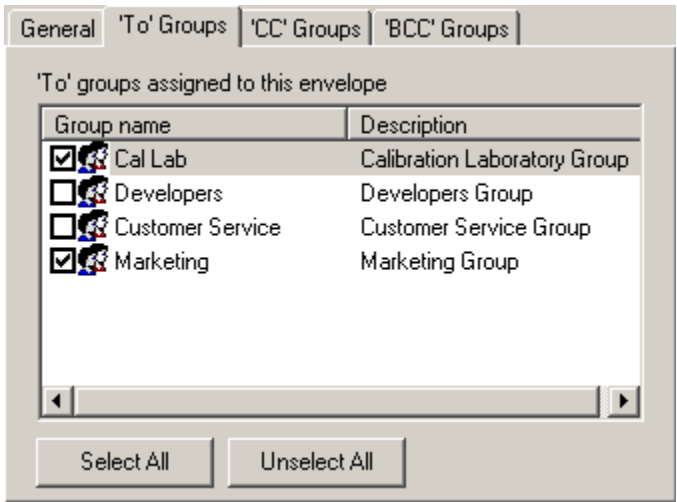 General 'To' Groups 'CC' Groups 'BCC' Groups
'To' groups assigned to this envelope
Group name Description
Cal Lab Calibration Laboratory Group
Developers Developers Group
Customer Service Customer Service Group
Marketing Marketing Group
Select All Unselect All